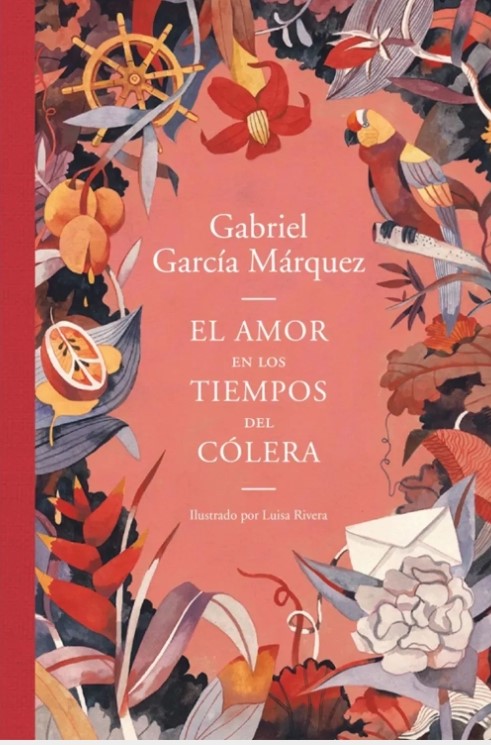 Gabriel
García Márquez
EL AMOR
EN LOS
TIEMPOS
DEL
CÓLERA
Ilustrado por Luisa Rivera